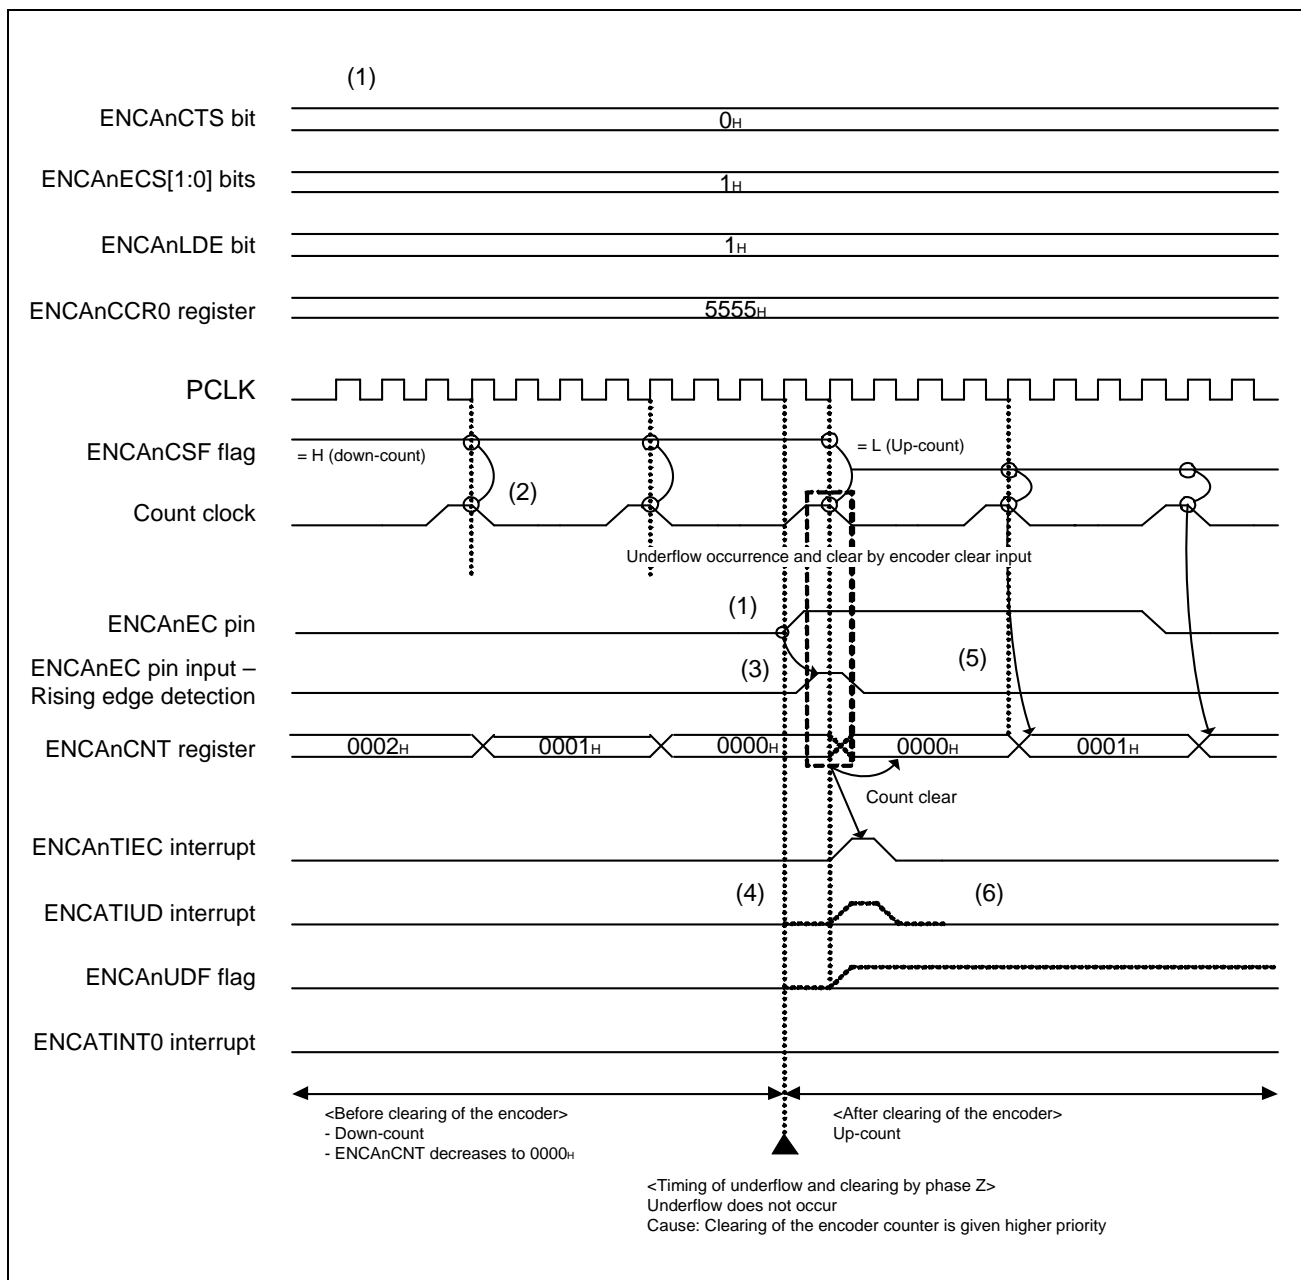 (1)
ENCAnCTS bit
0H
ENCAnECS[1:0] bits
1H
ENCAnLDE bit
1H
ENCAnCCR0 register
5555H
PCLK
ENCAnCSF flag
= H (down-count)
= L (Up-count)
(2)
Count clock
Underflow occurrence and clear by encoder clear input
(1)
ENCAnEC pin
ENCAnEC pin input –
Rising edge detection
(3)
(5)
ENCAnCNT register
0002H
0001H
0000H
0000H
0001H
Count clear
ENCAnTIEC interrupt
(4)
(6)
ENCATIUD interrupt
ENCAnUDF flag
ENCATINT0 interrupt
<Before clearing of the encoder>
- Down-count
- ENCAnCNT decreases to 0000H
<After clearing of the encoder>
Up-count
<Timing of underflow and clearing by phase Z>
Underflow does not occur
Cause: Clearing of the encoder counter is given higher priority